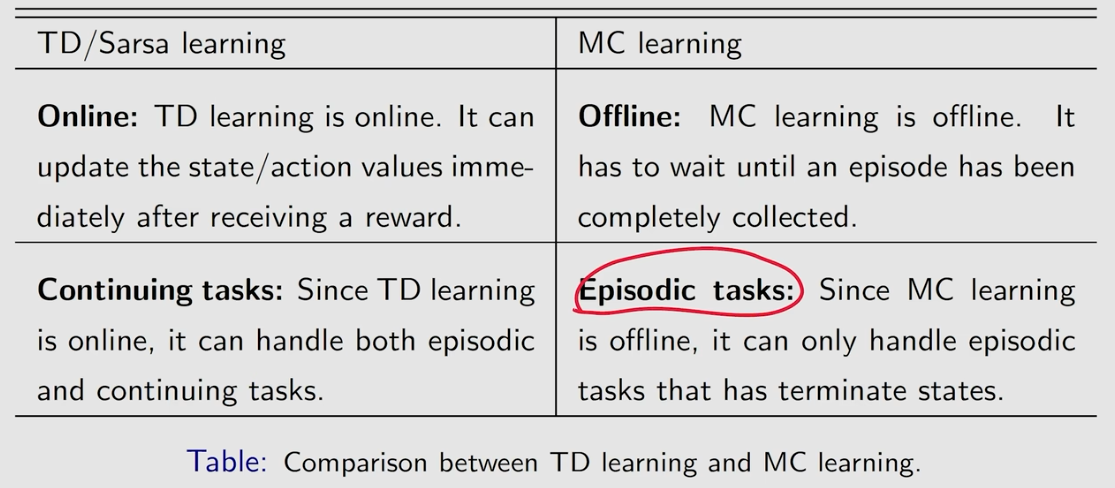 TD/Sarsa learning
MC learning
Online: TD learning is online. It can
update the state/action values imme-
diately after receiving a reward.
Offline: MC learning is offline. It
has to wait until an episode has been
completely collected.
Continuing tasks: Since TD learning
is online, it can handle both episodic
and continuing tasks.
Episodic tasks: Since MC learning
is offline, it can only handle episodic
tasks that has terminate states.
Table: Comparison between TD learning and MC learning.